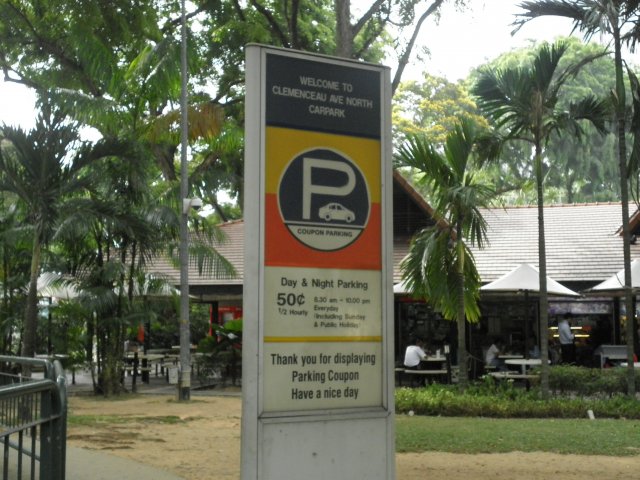 WELCOME TO
CLEMENCEAU AVE NORTH
CARPARK
P
COUPON PARKING
Day & Night Parking
50¢
½ Hourly
8.30 am - 10.00 pm
Everyday
(Including Sunday
& Public Holiday)
Thank you for displaying
Parking Coupon
Have a nice day